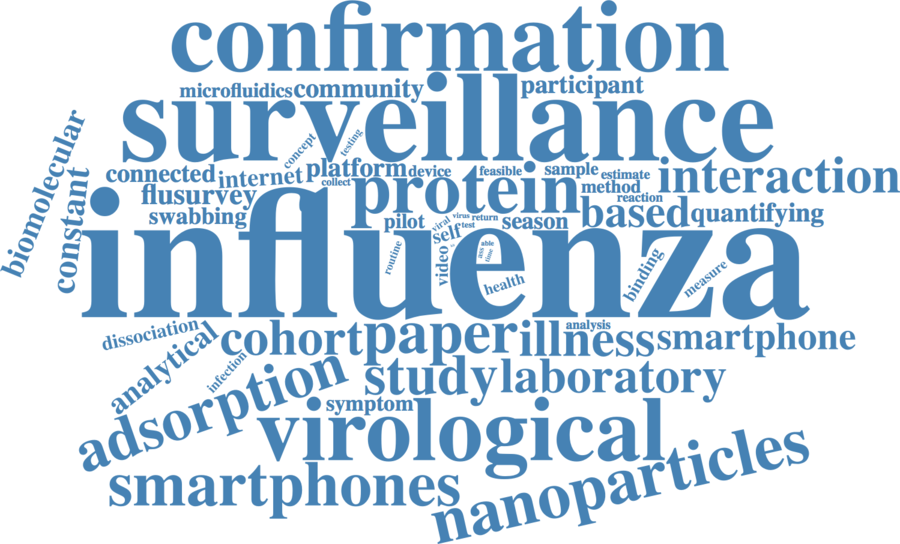 confirmation
microfluidics
community
participant
surveillance
concept
testing
biomolecular
connected
internet
platform
device
feasible
sample
estimate
interaction
collect
constant
flusurvey
protein
method
reaction
swabbing
pilot
viral
virus
return
season
based
quantifying
self
test
influenza
routine
video
able
time
health
binding
measure
dissociation
analytical
cohort
paper
illness
analysis
smartphone
infection
adsorption
study
laboratory
symptom
virological
smartphones
nanoparticles